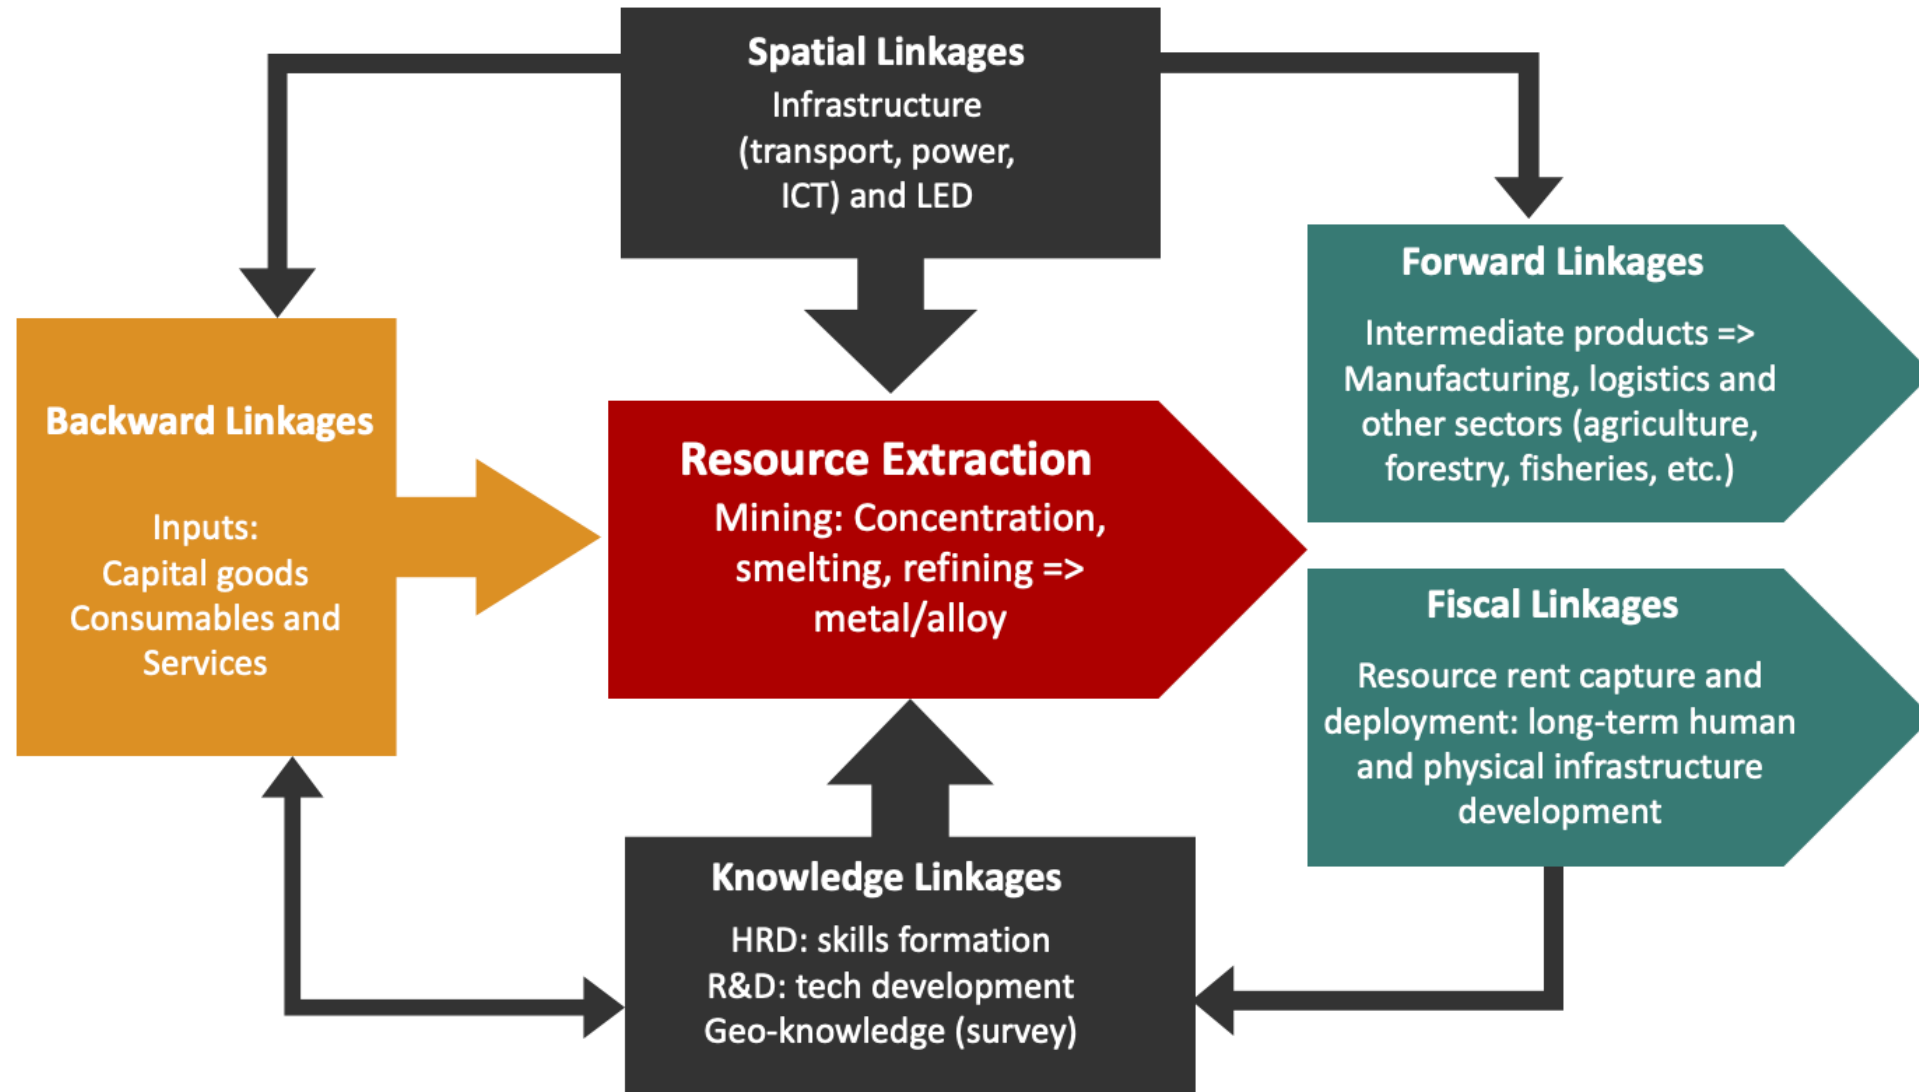 Spatial Linkages
Infrastructure
(transport, power,
ICT) and LED
Backward Linkages
Inputs:
Capital goods
Consumables and
Services
Resource Extraction
Mining: Concentration,
smelting, refining =>
metal/alloy
Forward Linkages
Intermediate products =>
Manufacturing, logistics and
other sectors (agriculture,
forestry, fisheries, etc.)
Fiscal Linkages
Resource rent capture and
deployment: long-term human
and physical infrastructure
development
Knowledge Linkages
HRD: skills formation
R&D: tech development
Geo-knowledge (survey)